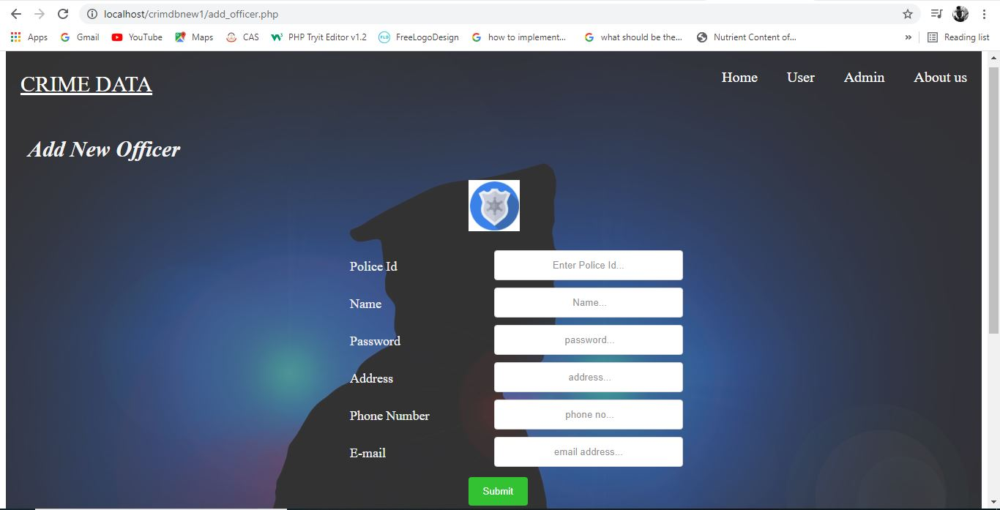 localhost/crimdbnew1/add_officer.php
Apps Gmail YouTube Maps CAS PHP Tryit Editor v1.2 FLD FreeLogoDesign how to implement... what should be the... Nutrient Content of... » Reading list
CRIME DATA Home User Admin About us
Add New Officer
Police Id Enter Police Id...
Name Name...
Password password...
Address address...
Phone Number phone no...
E-mail email address...
Submit